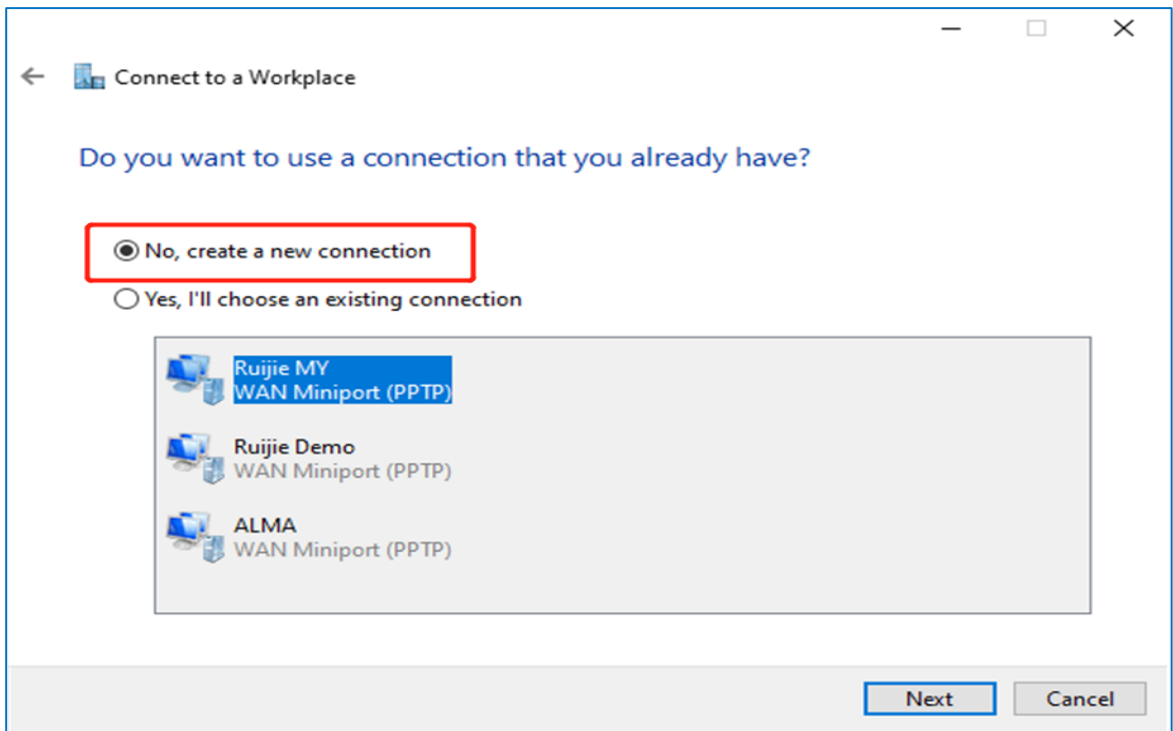 Connect to a Workplace
Do you want to use a connection that you already have?
No, create a new connection
Yes, I'll choose an existing connection
Ruijie MY
WAN Miniport (PPTP)
Ruijie Demo
WAN Miniport (PPTP)
ALMA
WAN Miniport (PPTP)
Next Cancel